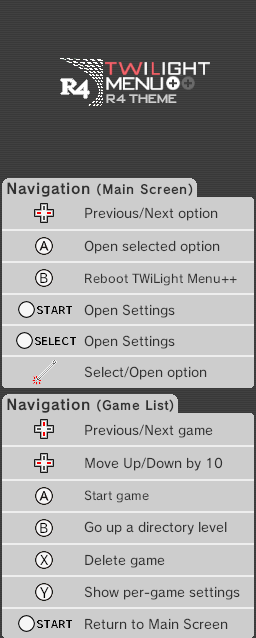 R4 TWiLIGHT
MENU++
R4 THEME
Navigation (Main Screen)
Previous/Next option
A Open selected option
B Reboot TWiLight Menu++
START Open Settings
SELECT Open Settings
Select/Open option
Navigation (Game List)
Previous/Next game
Move Up/Down by 10
A Start game
B Go up a directory level
X Delete game
Y Show per-game settings
START Return to Main Screen